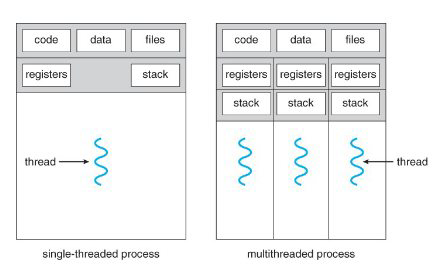 code data files
registers stack
thread
single-threaded process
code data files
registers registers registers
stack stack stack
thread
multithreaded process